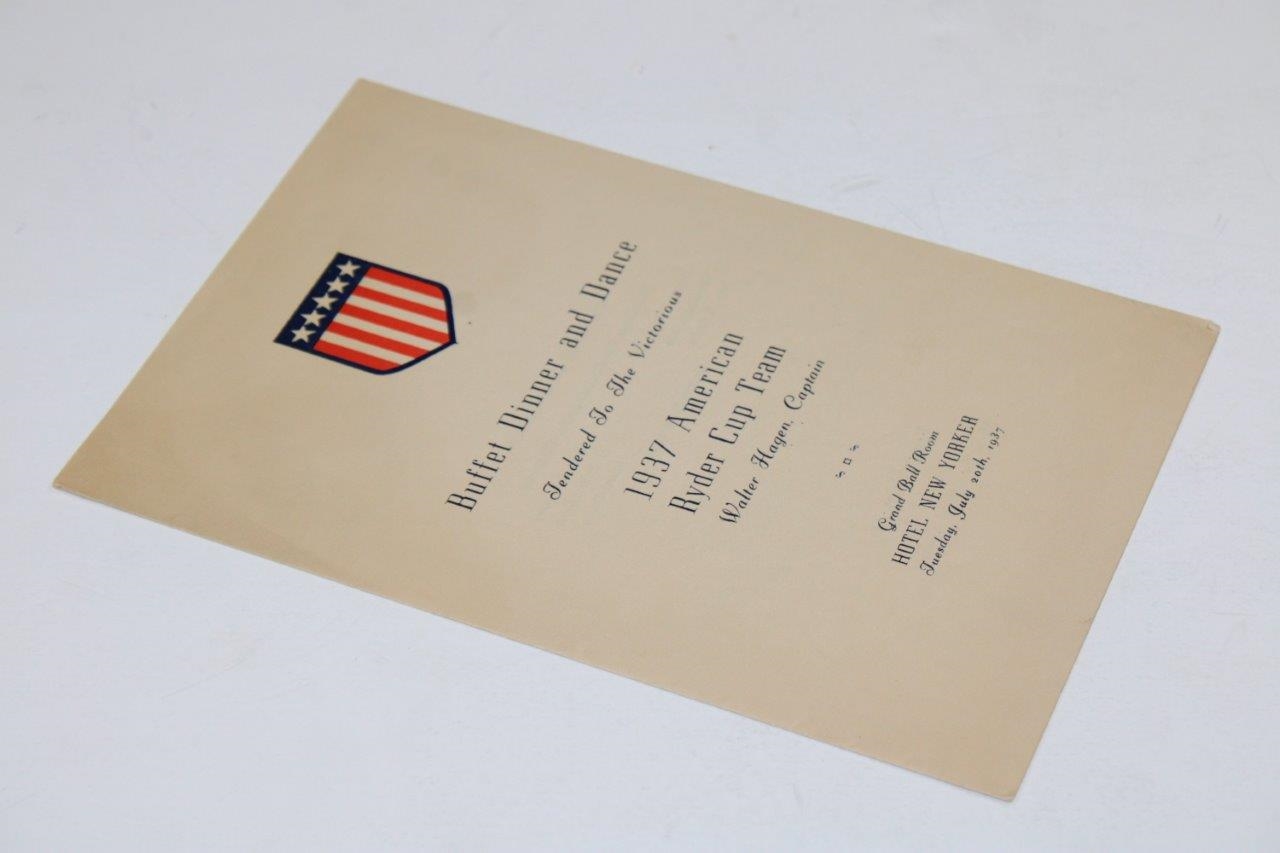 Buffet Dinner and Dance
Tendered To The Victorious
1937 American
Ryder Cup Team
Walter Hagen, Captain
Grand Ball Room
HOTEL NEW YORKER
Tuesday, July 20th, 1937